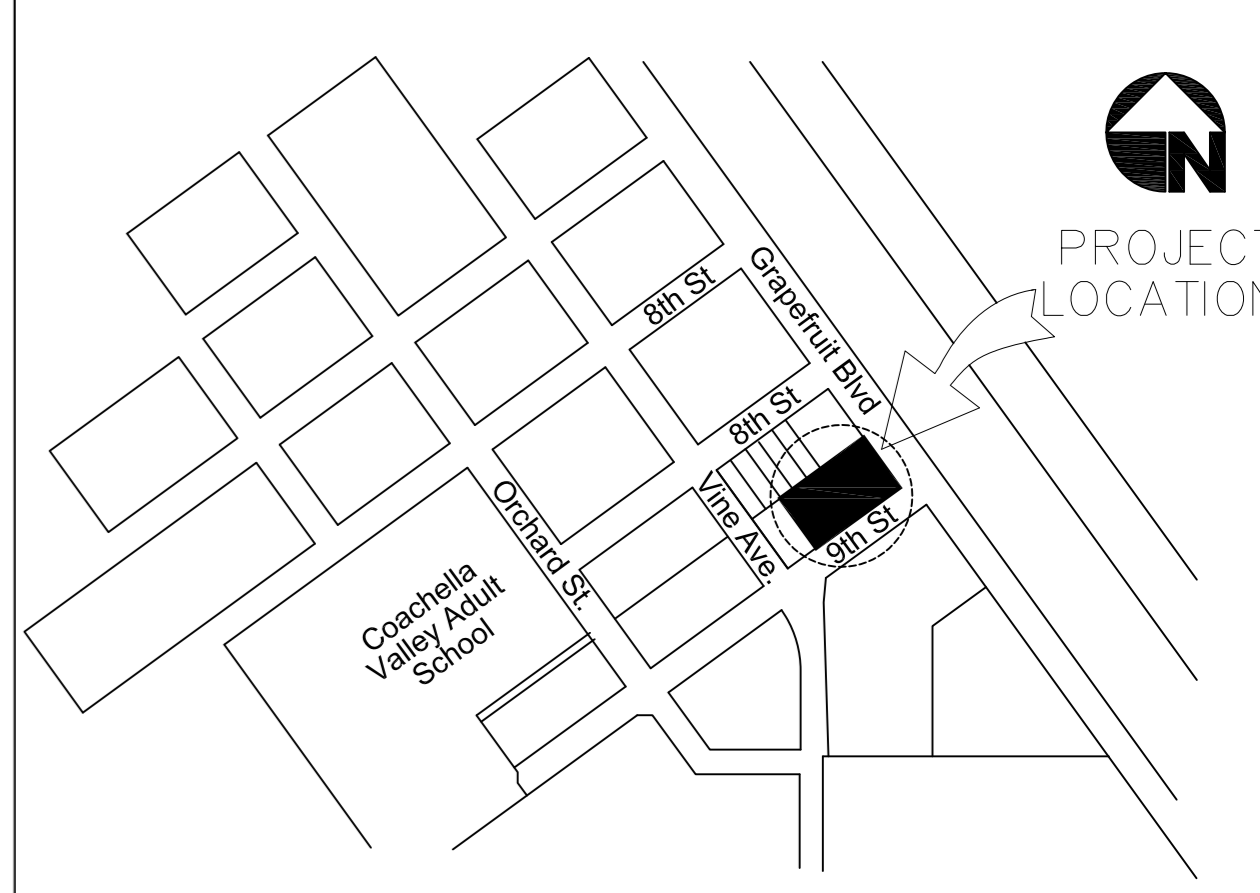 N
PROJECT
LOCATION
Grapefruit Blvd
8th St
8th St
Vine Ave.
9th St
Orchard St.
Coachella
Valley Adult
School